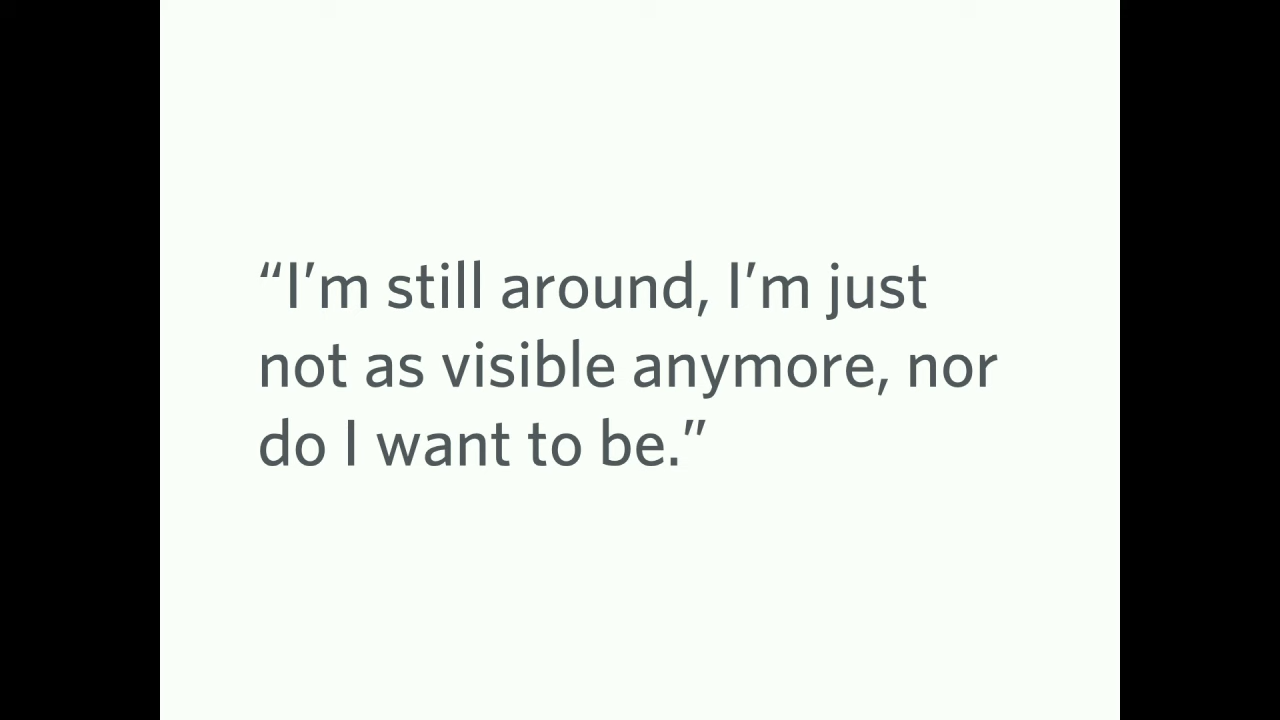 “I’m still around, I’m just
not as visible anymore, nor
do I want to be.”